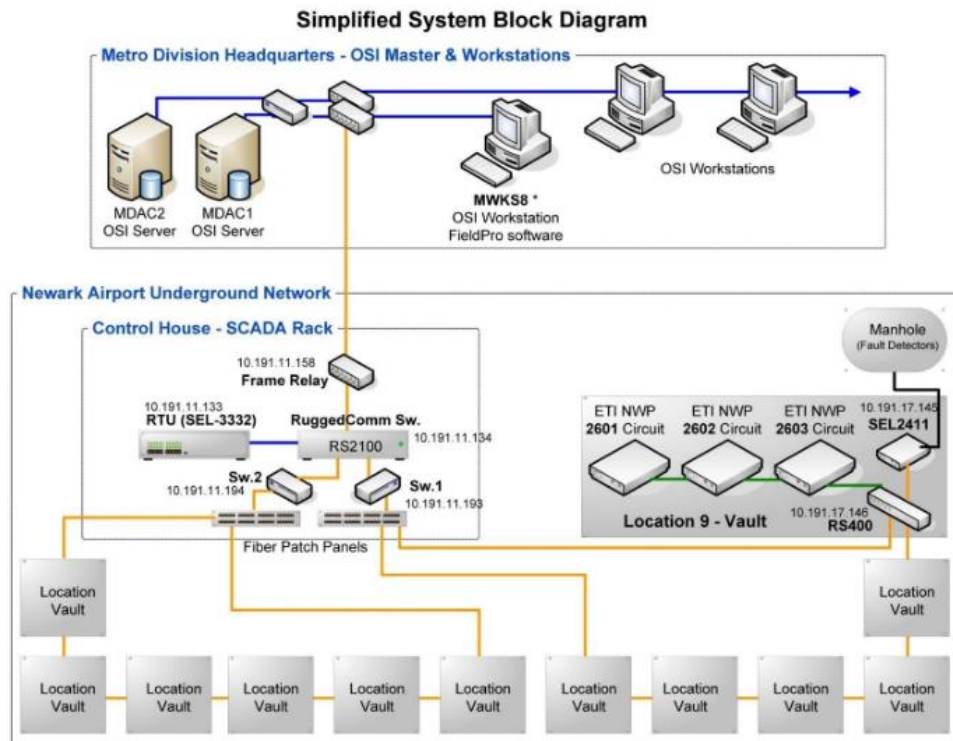 Simplified System Block Diagram
Metro Division Headquarters - OSI Master & Workstations
MDAC2
OSI Server
MDAC1
OSI Server
MWKS8 *
OSI Workstation
FieldPro software
OSI Workstations
Newark Airport Underground Network
Control House - SCADA Rack
10.191.11.158
Frame Relay
10.191.11.133
RTU (SEL-3332)
RuggedComm Sw.
RS2100
10.191.11.134
Sw.2
10.191.11.194
Sw.1
10.191.11.193
Fiber Patch Panels
Manhole
(Fault Detectors)
ETI NWP
2601 Circuit
ETI NWP
2602 Circuit
ETI NWP
2603 Circuit
10.191.17.145
SEL2411
10.191.17.146
RS400
Location 9 - Vault
Location
Vault
Location
Vault
Location
Vault
Location
Vault
Location
Vault
Location
Vault
Location
Vault
Location
Vault
Location
Vault
Location
Vault
Location
Vault